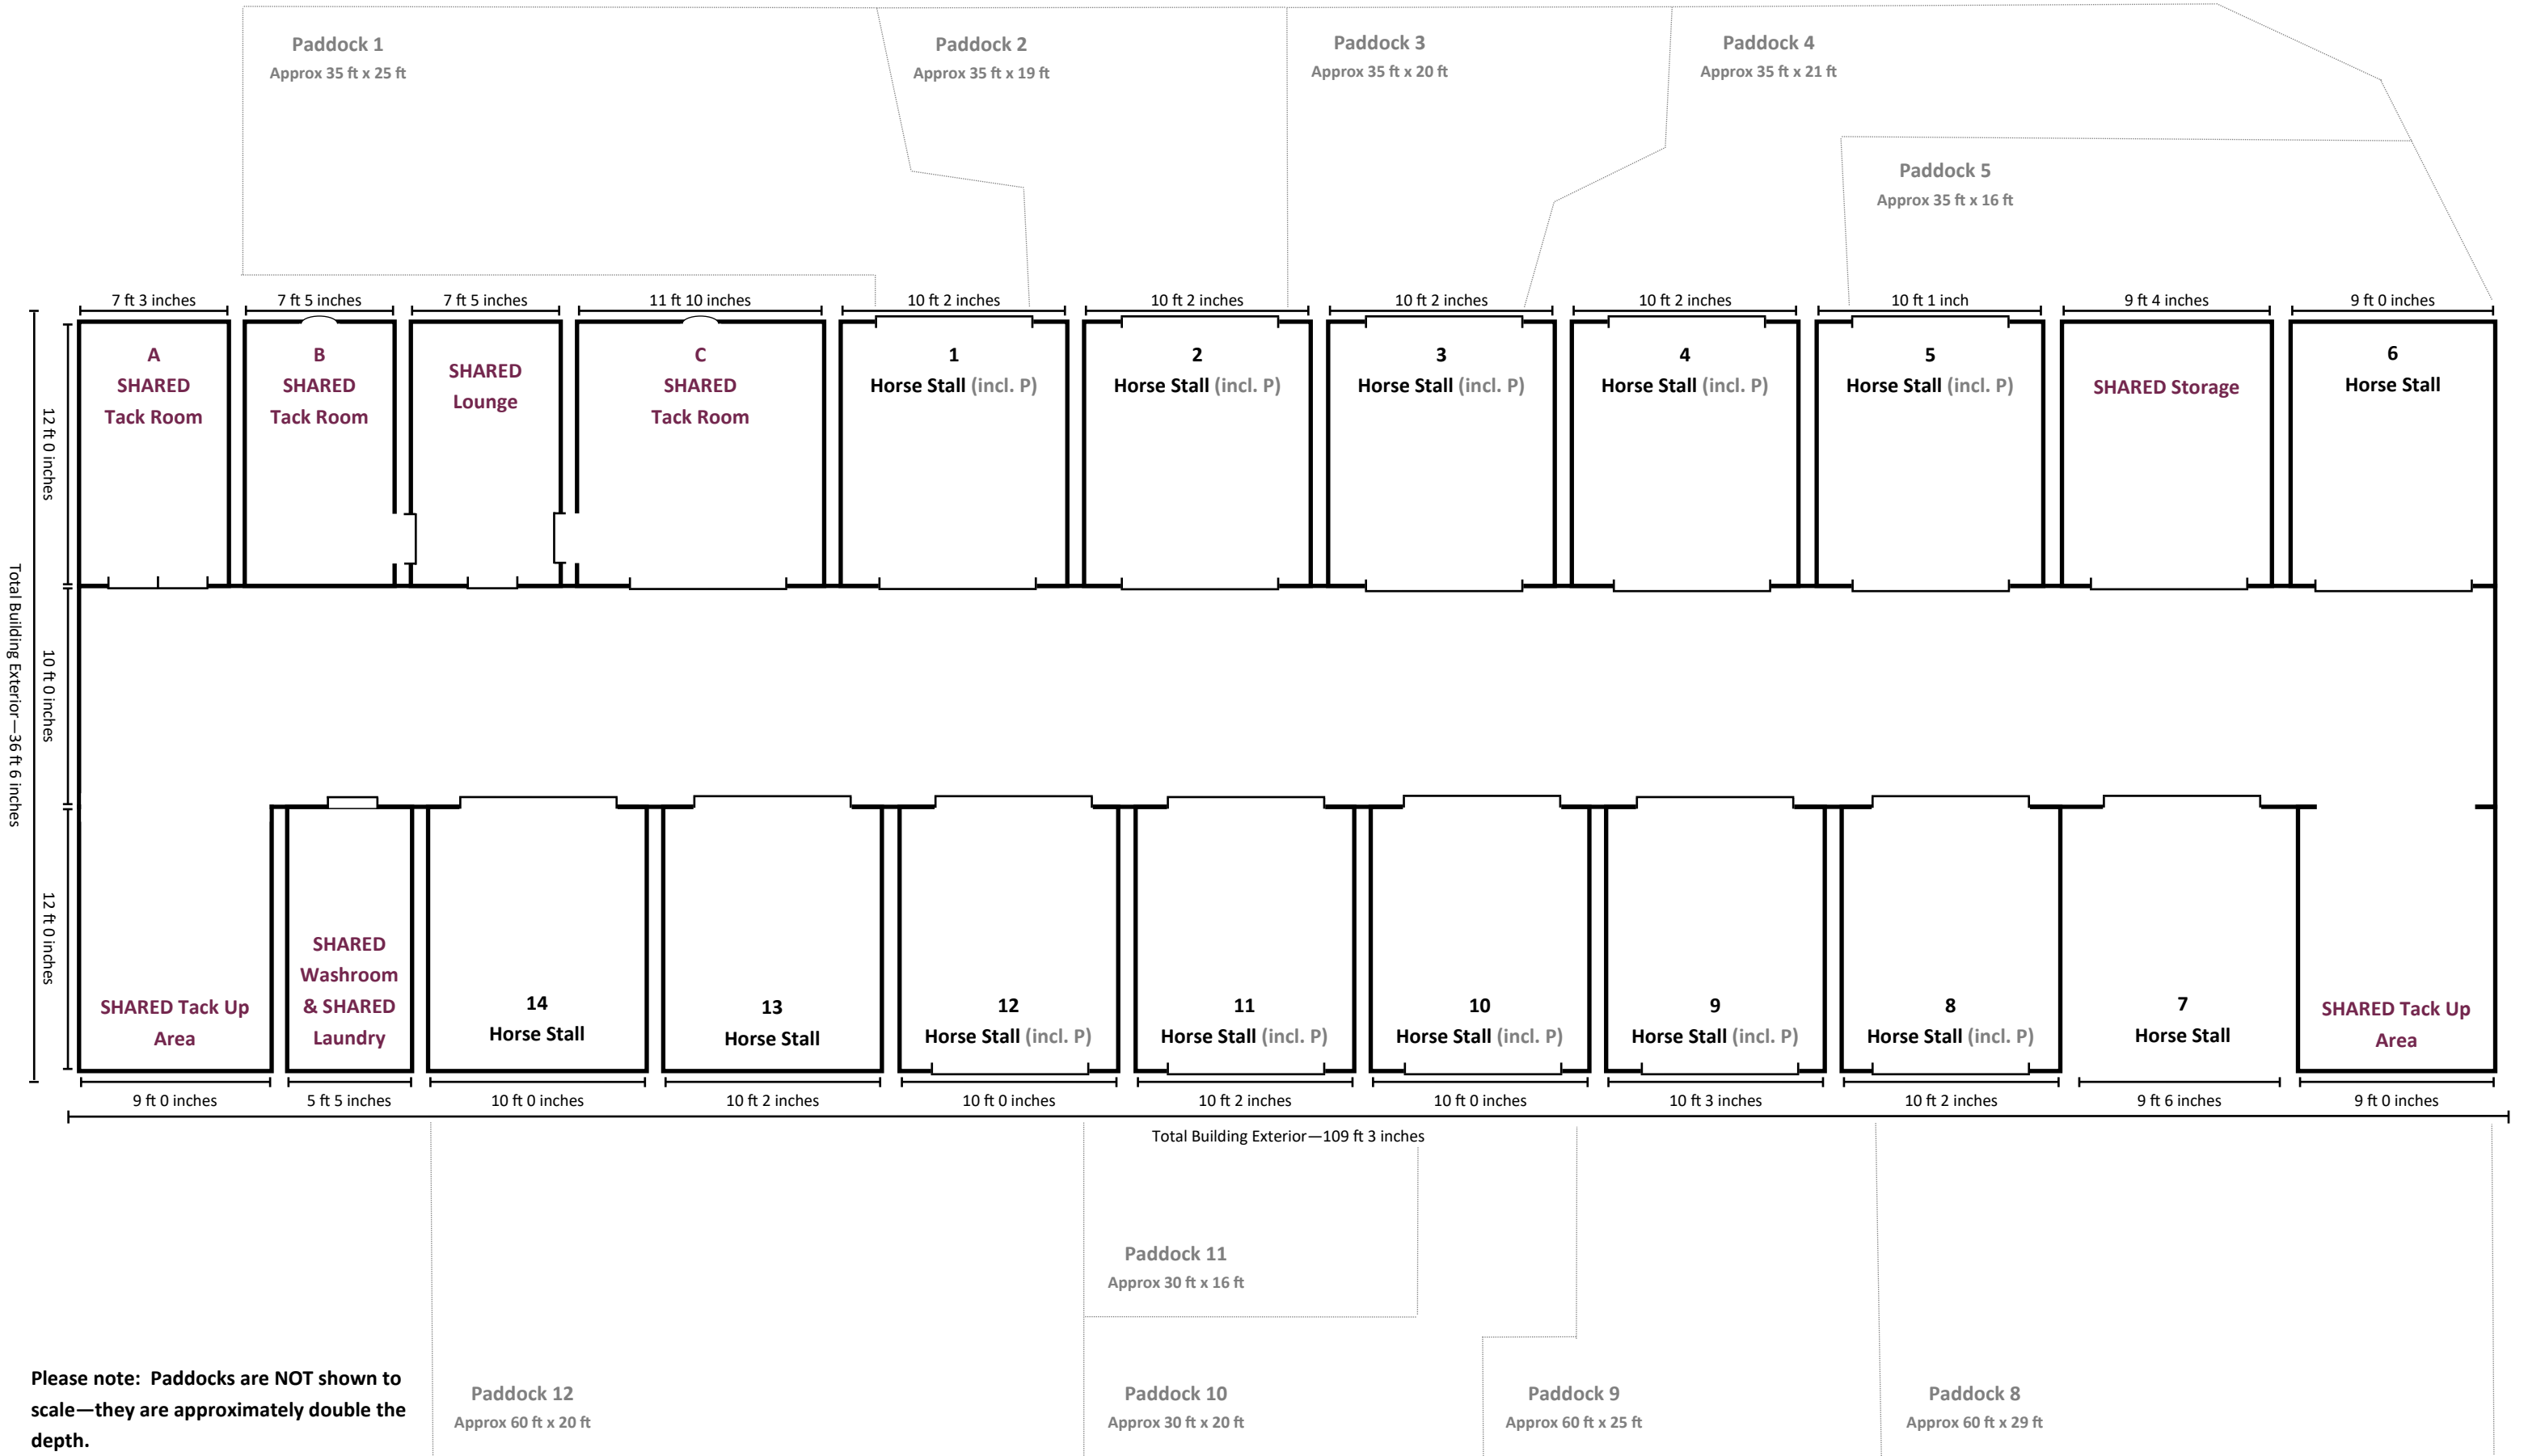 Paddock 1
Approx 35 ft x 25 ft
Paddock 2
Approx 35 ft x 19 ft
Paddock 3
Approx 35 ft x 20 ft
Paddock 4
Approx 35 ft x 21 ft
Paddock 5
Approx 35 ft x 16 ft
7 ft 3 inches
7 ft 5 inches
7 ft 5 inches
11 ft 10 inches
10 ft 2 inches
10 ft 2 inches
10 ft 2 inches
10 ft 2 inches
10 ft 1 inch
9 ft 4 inches
9 ft 0 inches
A
SHARED
Tack Room
B
SHARED
Tack Room
SHARED
Lounge
C
SHARED
Tack Room
1
Horse Stall (incl. P)
2
Horse Stall (incl. P)
3
Horse Stall (incl. P)
4
Horse Stall (incl. P)
5
Horse Stall (incl. P)
SHARED Storage
6
Horse Stall
12 ft 0 inches
10 ft 0 inches
12 ft 0 inches
Total Building Exterior—36 ft 6 inches
SHARED Tack Up
Area
SHARED
Washroom
& SHARED
Laundry
14
Horse Stall
13
Horse Stall
12
Horse Stall (incl. P)
11
Horse Stall (incl. P)
10
Horse Stall (incl. P)
9
Horse Stall (incl. P)
8
Horse Stall (incl. P)
7
Horse Stall
SHARED Tack Up
Area
9 ft 0 inches
5 ft 5 inches
10 ft 0 inches
10 ft 2 inches
10 ft 0 inches
10 ft 2 inches
10 ft 0 inches
10 ft 3 inches
10 ft 2 inches
9 ft 6 inches
9 ft 0 inches
Total Building Exterior—109 ft 3 inches
Paddock 11
Approx 30 ft x 16 ft
Paddock 12
Approx 60 ft x 20 ft
Paddock 10
Approx 30 ft x 20 ft
Paddock 9
Approx 60 ft x 25 ft
Paddock 8
Approx 60 ft x 29 ft
Please note:  Paddocks are NOT shown to
scale—they are approximately double the
depth.